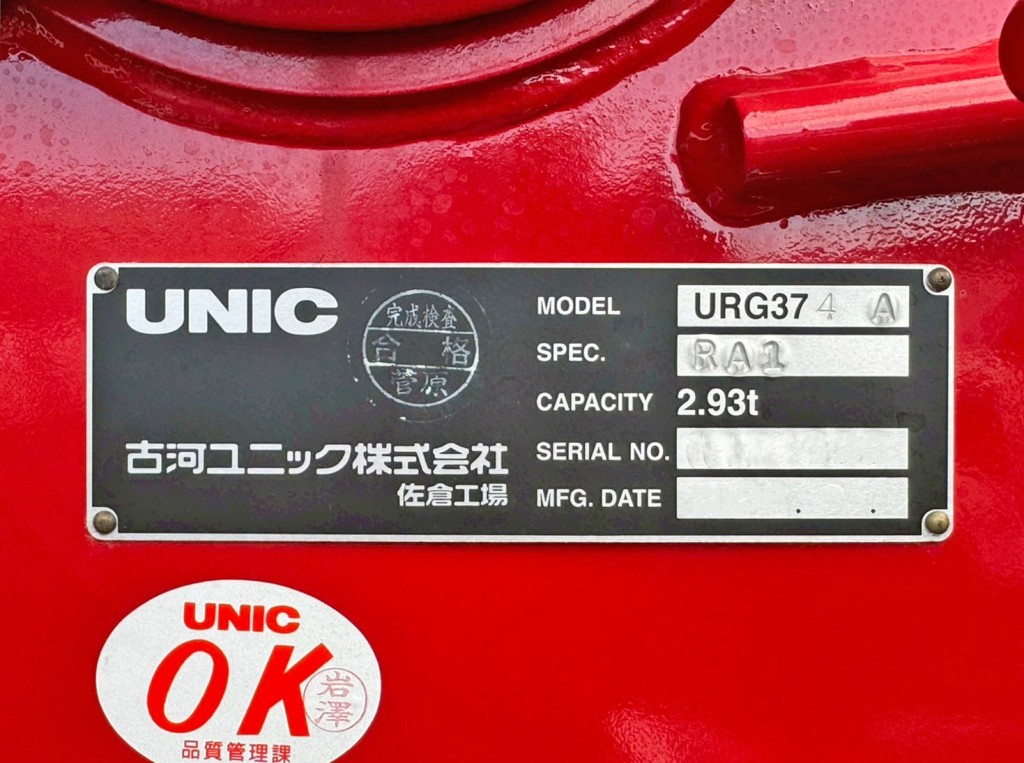 UNIC
完成検査
合格
菅原
古河ユニック株式会社
佐倉工場
MODEL URG374 A
SPEC. RA1
CAPACITY 2.93t
SERIAL NO.
MFG. DATE . .
UNIC
OK
岩澤
品質管理課